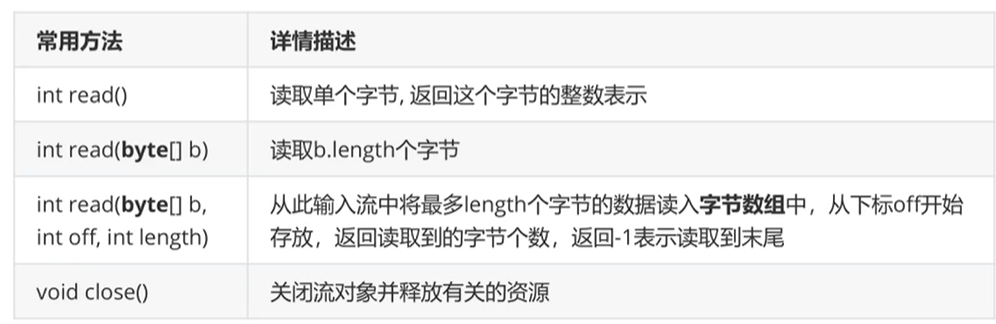 常用方法 详情描述
int read() 读取单个字节, 返回这个字节的整数表示
int read(byte[] b) 读取b.length个字节
int read(byte[] b, int off, int length) 从此输入流中将最多length个字节的数据读入字节数组中，从下标off开始
存放，返回读取到的字节个数，返回-1表示读取到末尾
void close() 关闭流对象并释放有关的资源